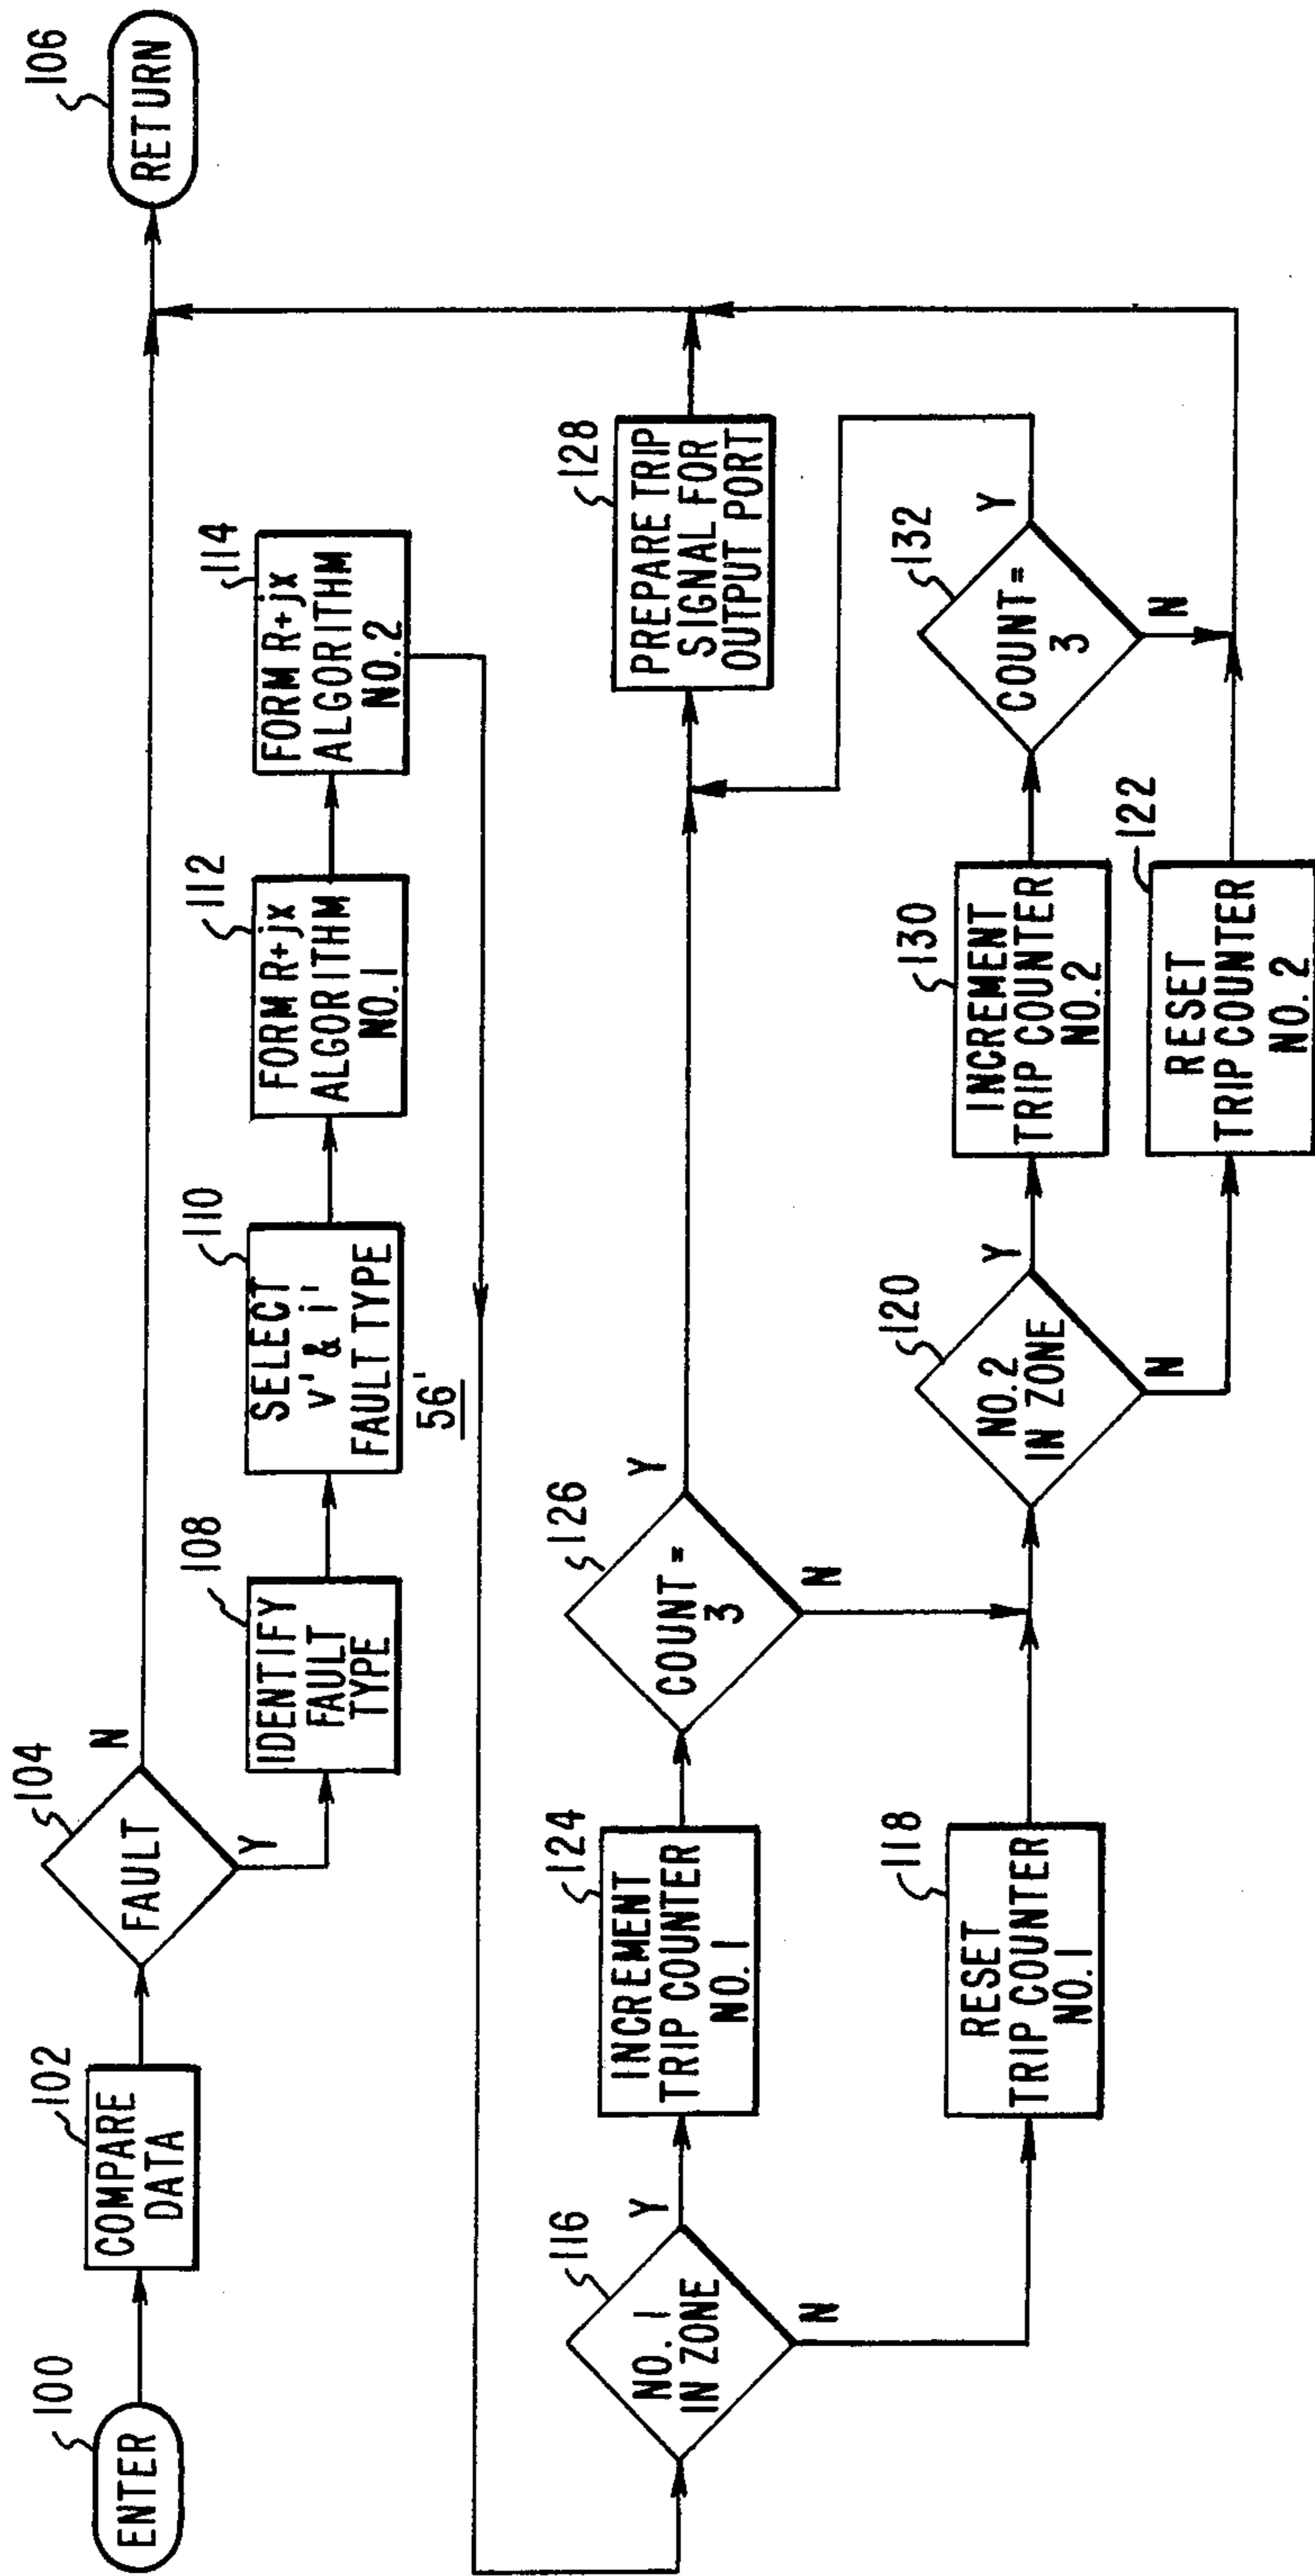 100
ENTER
102
COMPARE
DATA
104
FAULT
N
Y
106
RETURN
108
IDENTIFY
FAULT
TYPE
110
SELECT
v' & i'
FAULT TYPE
112
FORM R+jx
ALGORITHM
NO. 1
114
FORM R+jx
ALGORITHM
NO. 2
56'
116
NO. 1
IN ZONE
Y
N
124
INCREMENT
TRIP COUNTER
NO. 1
126
COUNT =
3
Y
N
128
PREPARE TRIP
SIGNAL FOR
OUTPUT PORT
118
RESET
TRIP COUNTER
NO. 1
120
NO. 2
IN ZONE
Y
N
130
INCREMENT
TRIP COUNTER
NO. 2
132
COUNT =
3
Y
N
122
RESET
TRIP COUNTER
NO. 2